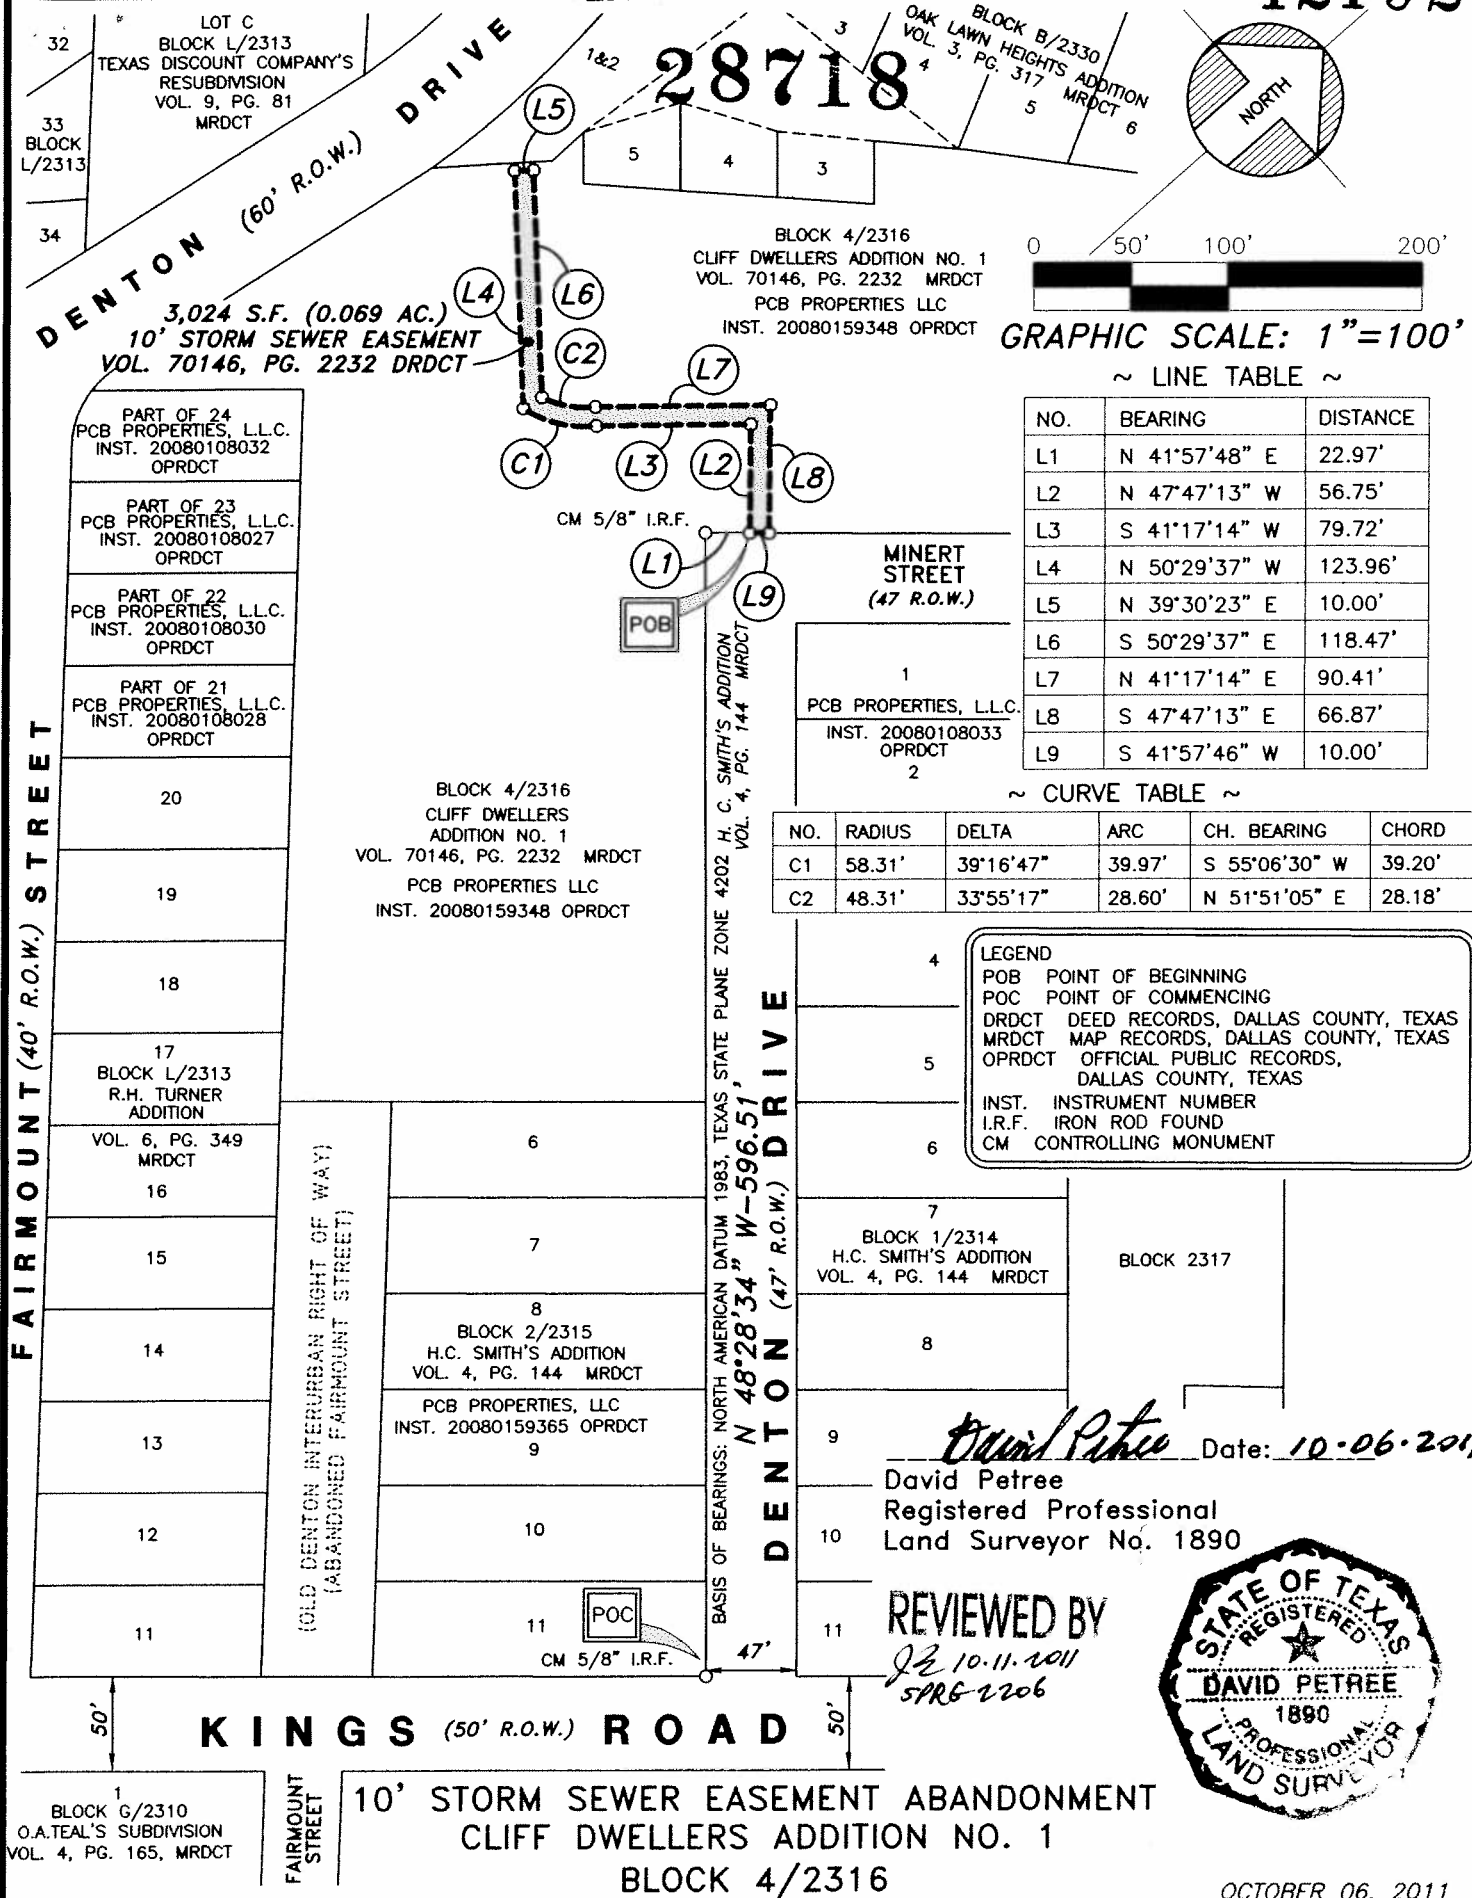 28718
32
LOT C
BLOCK L/2313
TEXAS DISCOUNT COMPANY'S
RESUBDIVISION
VOL. 9, PG. 81
MRDCT
33
BLOCK
L/2313
34
DENTON (60' R.O.W.) DRIVE
1&2
3
4
5
6
BLOCK B/2330
OAK LAWN HEIGHTS ADDITION
VOL. 3, PG. 317 MRDCT
NORTH
5
4
3
L5
L4
L6
C2
L7
C1
L3
L2
L8
L1
L9
BLOCK 4/2316
CLIFF DWELLERS ADDITION NO. 1
VOL. 70146, PG. 2232 MRDCT
PCB PROPERTIES LLC
INST. 20080159348 OPRDCT
0 50' 100' 200'
GRAPHIC SCALE: 1"=100'
3,024 S.F. (0.069 AC.)
10' STORM SEWER EASEMENT
VOL. 70146, PG. 2232 DRDCT
~ LINE TABLE ~
NO. BEARING DISTANCE
L1 N 41°57'48" E 22.97'
L2 N 47°47'13" W 56.75'
L3 S 41°17'14" W 79.72'
L4 N 50°29'37" W 123.96'
L5 N 39°30'23" E 10.00'
L6 S 50°29'37" E 118.47'
L7 N 41°17'14" E 90.41'
L8 S 47°47'13" E 66.87'
L9 S 41°57'46" W 10.00'
PART OF 24
PCB PROPERTIES, L.L.C.
INST. 20080108032
OPRDCT
PART OF 23
PCB PROPERTIES, L.L.C.
INST. 20080108027
OPRDCT
PART OF 22
PCB PROPERTIES, L.L.C.
INST. 20080108030
OPRDCT
PART OF 21
PCB PROPERTIES, L.L.C.
INST. 20080108028
OPRDCT
CM 5/8" I.R.F.
POB
MINERT
STREET
(47 R.O.W.)
1
PCB PROPERTIES, L.L.C.
INST. 20080108033
OPRDCT
2
~ CURVE TABLE ~
NO. RADIUS DELTA ARC CH. BEARING CHORD
C1 58.31' 39°16'47" 39.97' S 55°06'30" W 39.20'
C2 48.31' 33°55'17" 28.60' N 51°51'05" E 28.18'
BLOCK 4/2316
CLIFF DWELLERS
ADDITION NO. 1
VOL. 70146, PG. 2232 MRDCT
PCB PROPERTIES LLC
INST. 20080159348 OPRDCT
H. C. SMITH'S ADDITION
VOL. 4, PG. 144 MRDCT
BASIS OF BEARINGS: NORTH AMERICAN DATUM 1983, TEXAS STATE PLANE ZONE 4202
N 48°28'34" W-596.51'
DENTON (47' R.O.W.) DRIVE
FAIRMOUNT (40' R.O.W.) STREET
20
19
18
17
BLOCK L/2313
R.H. TURNER
ADDITION
VOL. 6, PG. 349
MRDCT
16
15
14
13
12
11
(OLD DENTON INTERURBAN RIGHT OF WAY)
(ABANDONED FAIRMOUNT STREET)
6
7
8
BLOCK 2/2315
H.C. SMITH'S ADDITION
VOL. 4, PG. 144 MRDCT
PCB PROPERTIES, LLC
INST. 20080159365 OPRDCT
9
10
11
POC
CM 5/8" I.R.F.
47'
4
5
6
7
BLOCK 1/2314
H.C. SMITH'S ADDITION
VOL. 4, PG. 144 MRDCT
8
9
10
11
BLOCK 2317
LEGEND
POB POINT OF BEGINNING
POC POINT OF COMMENCING
DRDCT DEED RECORDS, DALLAS COUNTY, TEXAS
MRDCT MAP RECORDS, DALLAS COUNTY, TEXAS
OPRDCT OFFICIAL PUBLIC RECORDS,
DALLAS COUNTY, TEXAS
INST. INSTRUMENT NUMBER
I.R.F. IRON ROD FOUND
CM CONTROLLING MONUMENT
David Petree Date: 10-06-2011
David Petree
Registered Professional
Land Surveyor No. 1890
REVIEWED BY
10.11.2011
SPRG 2206
STATE OF TEXAS
REGISTERED
DAVID PETREE
1890
PROFESSIONAL
LAND SURVEYOR
50'
KINGS (50' R.O.W.) ROAD
50'
1
BLOCK G/2310
O.A.TEAL'S SUBDIVISION
VOL. 4, PG. 165, MRDCT
FAIRMOUNT
STREET
10' STORM SEWER EASEMENT ABANDONMENT
CLIFF DWELLERS ADDITION NO. 1
BLOCK 4/2316
OCTOBER 06, 2011